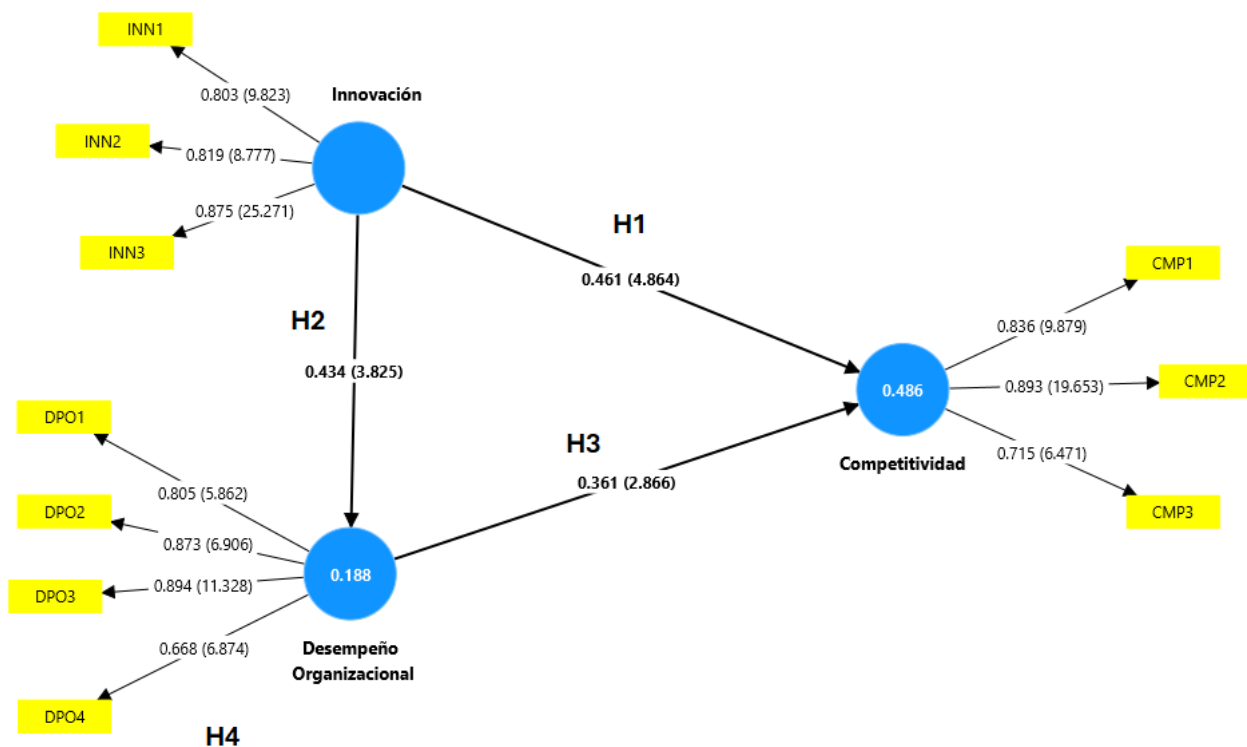 INN1
0.803 (9.823)
Innovación
INN2
0.819 (8.777)
0.875 (25.271)
INN3
H1
0.461 (4.864)
H2
0.434 (3.825)
CMP1
0.836 (9.879)
0.486
0.893 (19.653)
CMP2
0.715 (6.471)
Competitividad
CMP3
DPO1
0.805 (5.862)
H3
0.361 (2.866)
DPO2
0.873 (6.906)
0.188
DPO3
0.894 (11.328)
0.668 (6.874)
Desempeño
Organizacional
DPO4
H4